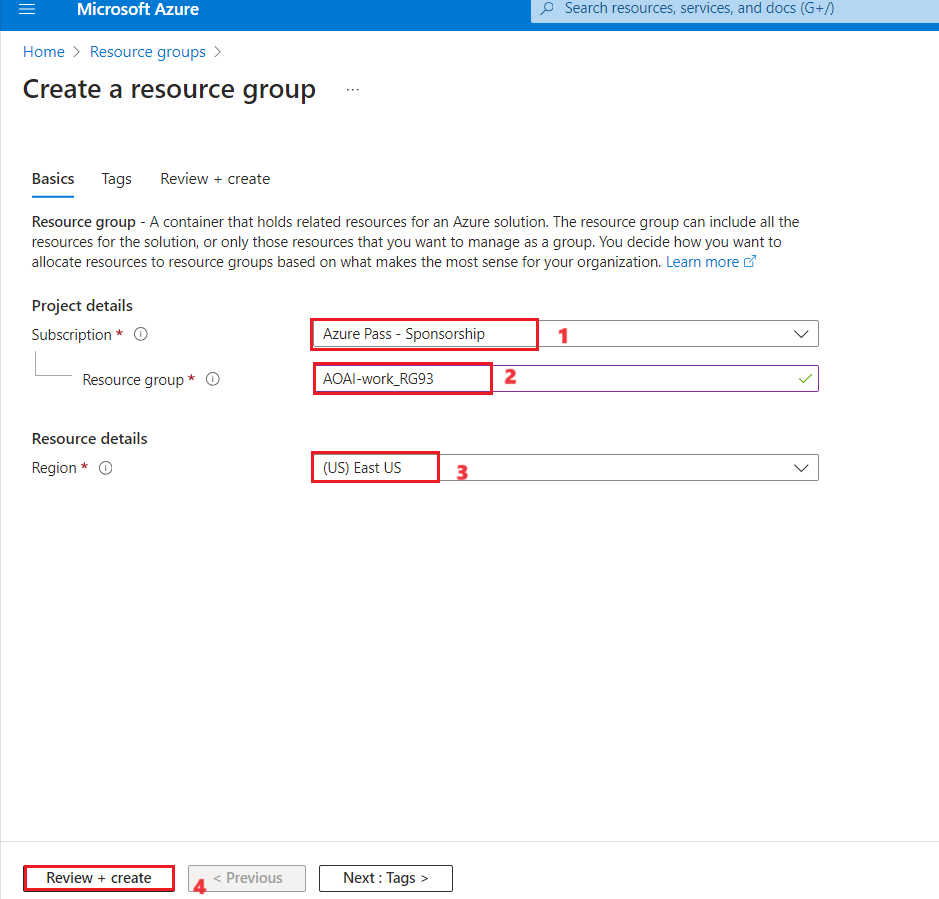 Microsoft Azure
Search resources, services, and docs (G+/)
Home > Resource groups >
Create a resource group ...
Basics Tags Review + create
Resource group - A container that holds related resources for an Azure solution. The resource group can include all the
resources for the solution, or only those resources that you want to manage as a group. You decide how you want to
allocate resources to resource groups based on what makes the most sense for your organization. Learn more
Project details
Subscription * Azure Pass - Sponsorship 1
Resource group * AOAI-work_RG93 2
Resource details
Region * (US) East US 3
Review + create 4 < Previous Next : Tags >